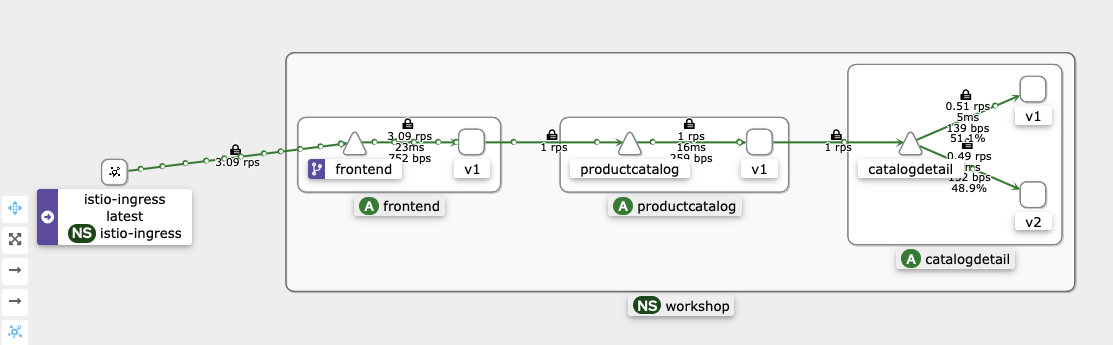 3.09 rps
istio-ingress
latest
NS istio-ingress
3.09 rps
23ms
752 bps
frontend
v1
A frontend
1 rps
1 rps
16ms
259 bps
productcatalog
v1
A productcatalog
1 rps
catalogdetail
0.51 rps
5ms
139 bps
51.1%
0.49 rps
bps
48.9%
v1
v2
A catalogdetail
NS workshop